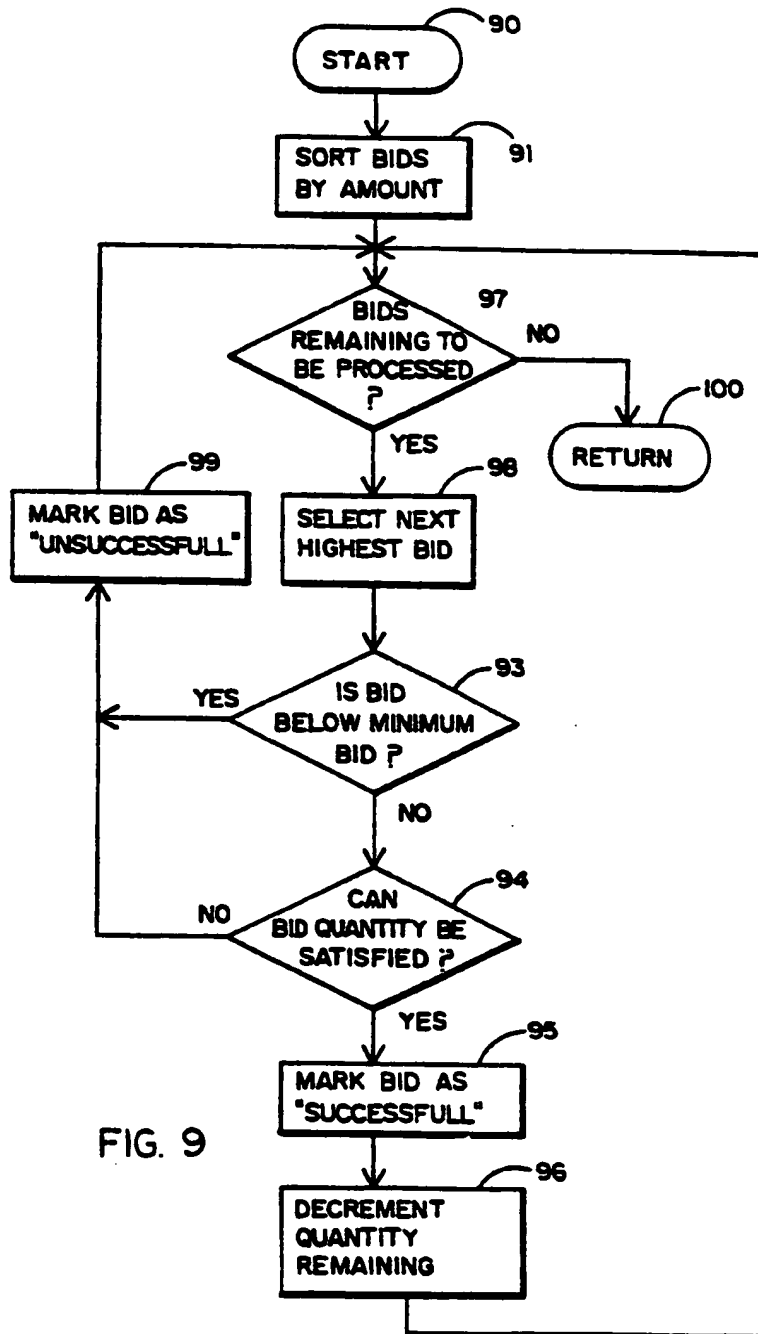 90
START
91
SORT BIDS
BY AMOUNT
97
BIDS
REMAINING TO
BE PROCESSED
?
NO
100
RETURN
YES
99
MARK BID AS
"UNSUCCESSFULL"
98
SELECT NEXT
HIGHEST BID
93
YES
IS BID
BELOW MINIMUM
BID ?
NO
94
NO
CAN
BID QUANTITY BE
SATISFIED ?
YES
95
MARK BID AS
"SUCCESSFULL"
FIG. 9
96
DECREMENT
QUANTITY
REMAINING